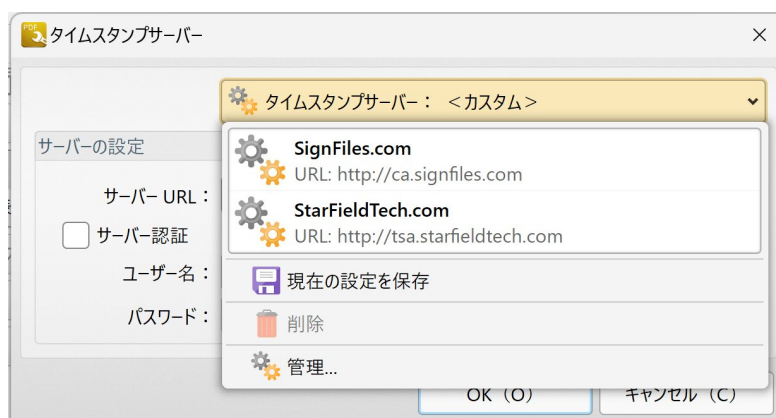 タイムスタンプサーバー
タイムスタンプサーバー： ＜カスタム＞
サーバーの設定
SignFiles.com
URL: http://ca.signfiles.com
サーバー URL：
StarFieldTech.com
URL: http://tsa.starfieldtech.com
サーバー認証
ユーザー名：
現在の設定を保存
パスワード：
削除
管理...
OK（O）
キャンセル（C）